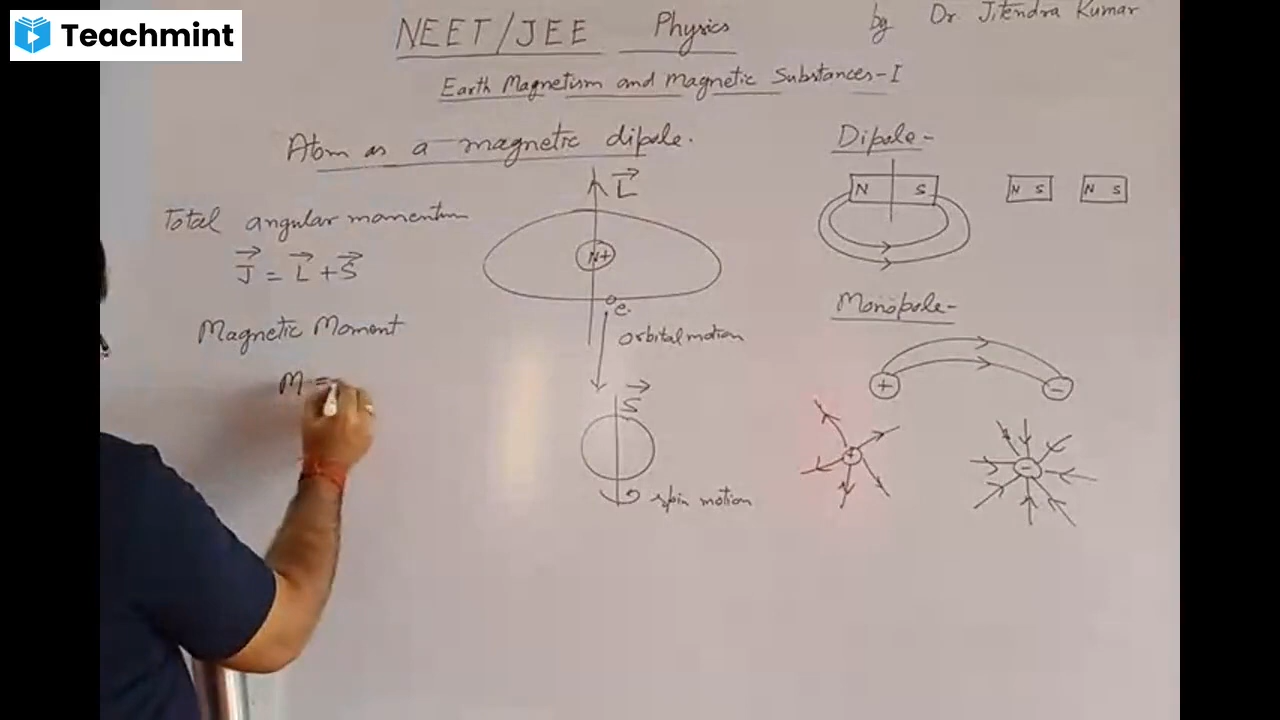 Teachmint
NEET/JEE Physics by Dr Jitendra Kumar
Earth Magnetism and Magnetic Substances-I
Atom as a magnetic dipole.
Total angular momentum
J = L + S
Magnetic Moment
M =
L
N+
e
orbital motion
S
spin motion
Dipole-
N S
N S
N S
Monopole-
+ -
+ -